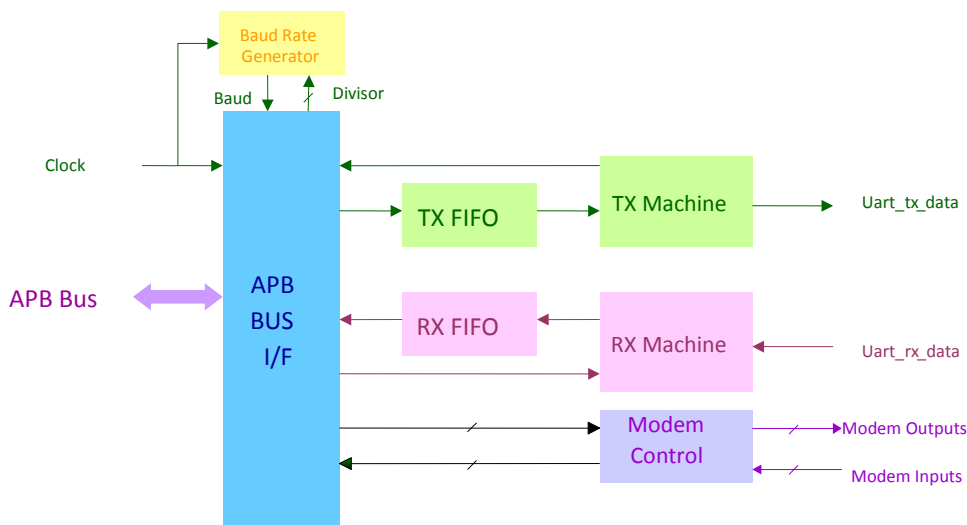 Baud Rate
Generator
Baud
Divisor
Clock
TX Machine
Uart_tx_data
TX FIFO
APB Bus
APB
BUS
I/F
RX FIFO
RX Machine
Uart_rx_data
Modem
Control
Modem Outputs
Modem Inputs